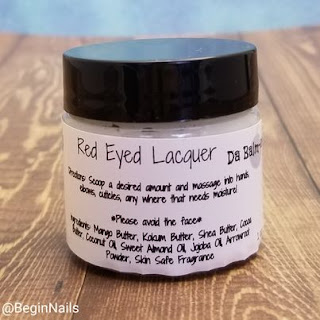 Red Eyed Lacquer
Da Balm
Directions: Scoop a desired amount and massage into hands,
elbows, cuticles, any where that needs moisture!
*Please avoid the face*
Ingredients: Mango Butter, Kokum Butter, Shea Butter, Cocoa
Butter, Coconut Oil, Sweet Almond Oil, Jojoba Oil, Arrowroot
Powder, Skin Safe Fragrance
@BeginNails